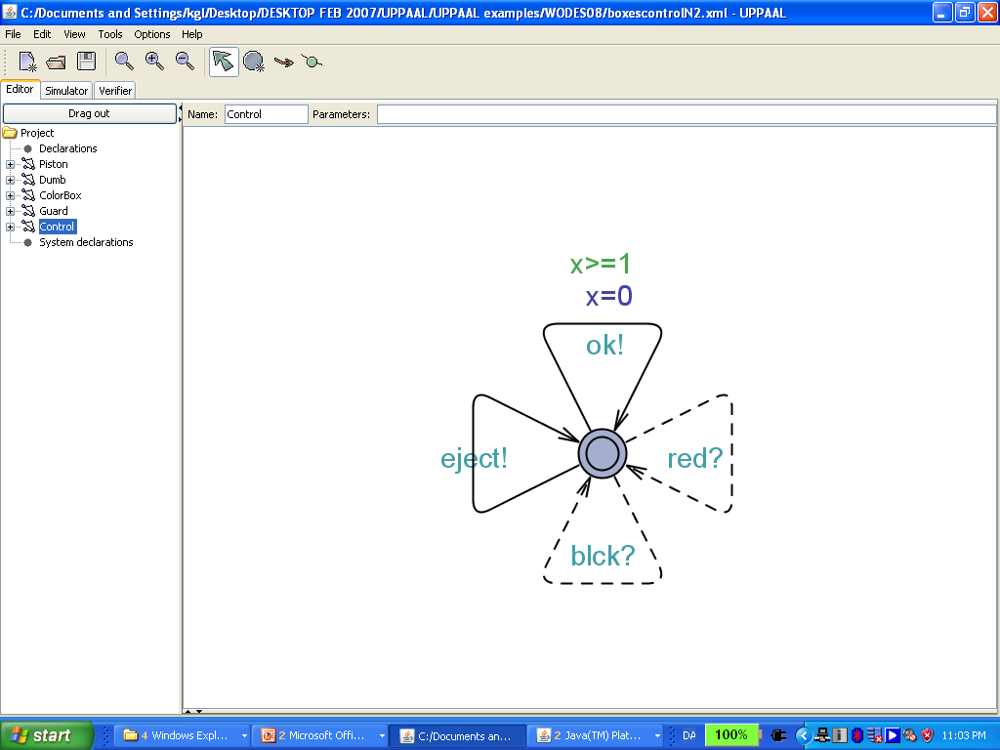 C:/Documents and Settings/kgl/Desktop/DESKTOP FEB 2007/UPPAAL/UPPAAL examples/WODES08/boxescontrolN2.xml - UPPAAL
File Edit View Tools Options Help
Editor Simulator Verifier
Drag out
Name: Control Parameters:
Project
Declarations
Piston
Dumb
ColorBox
Guard
Control
System declarations
x>=1
x=0
ok!
eject!
red?
blck?
start 4 Windows Expl... 2 Microsoft Offi... C:/Documents an... 2 Java(TM) Plat... DA 100% 11:03 PM